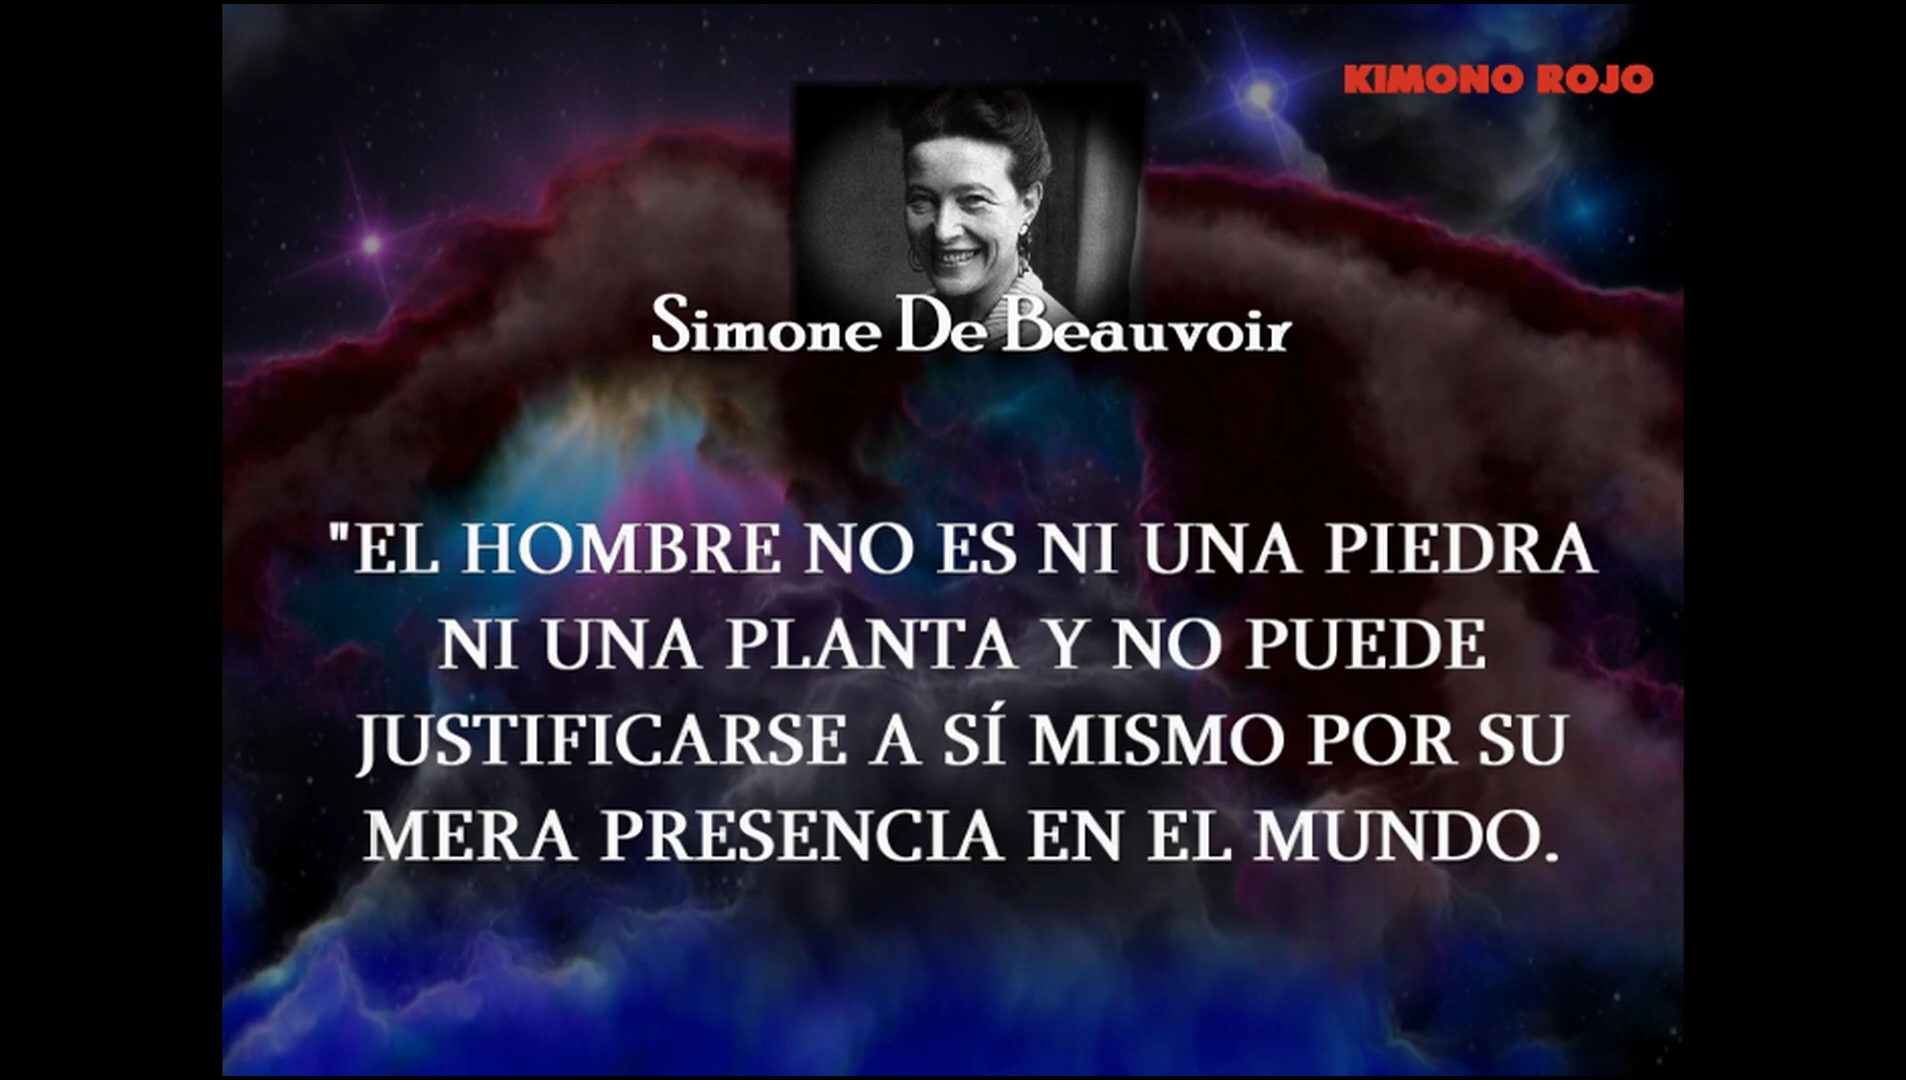 KIMONO ROJO
Simone De Beauvoir
"EL HOMBRE NO ES NI UNA PIEDRA
NI UNA PLANTA Y NO PUEDE
JUSTIFICARSE A SÍ MISMO POR SU
MERA PRESENCIA EN EL MUNDO.